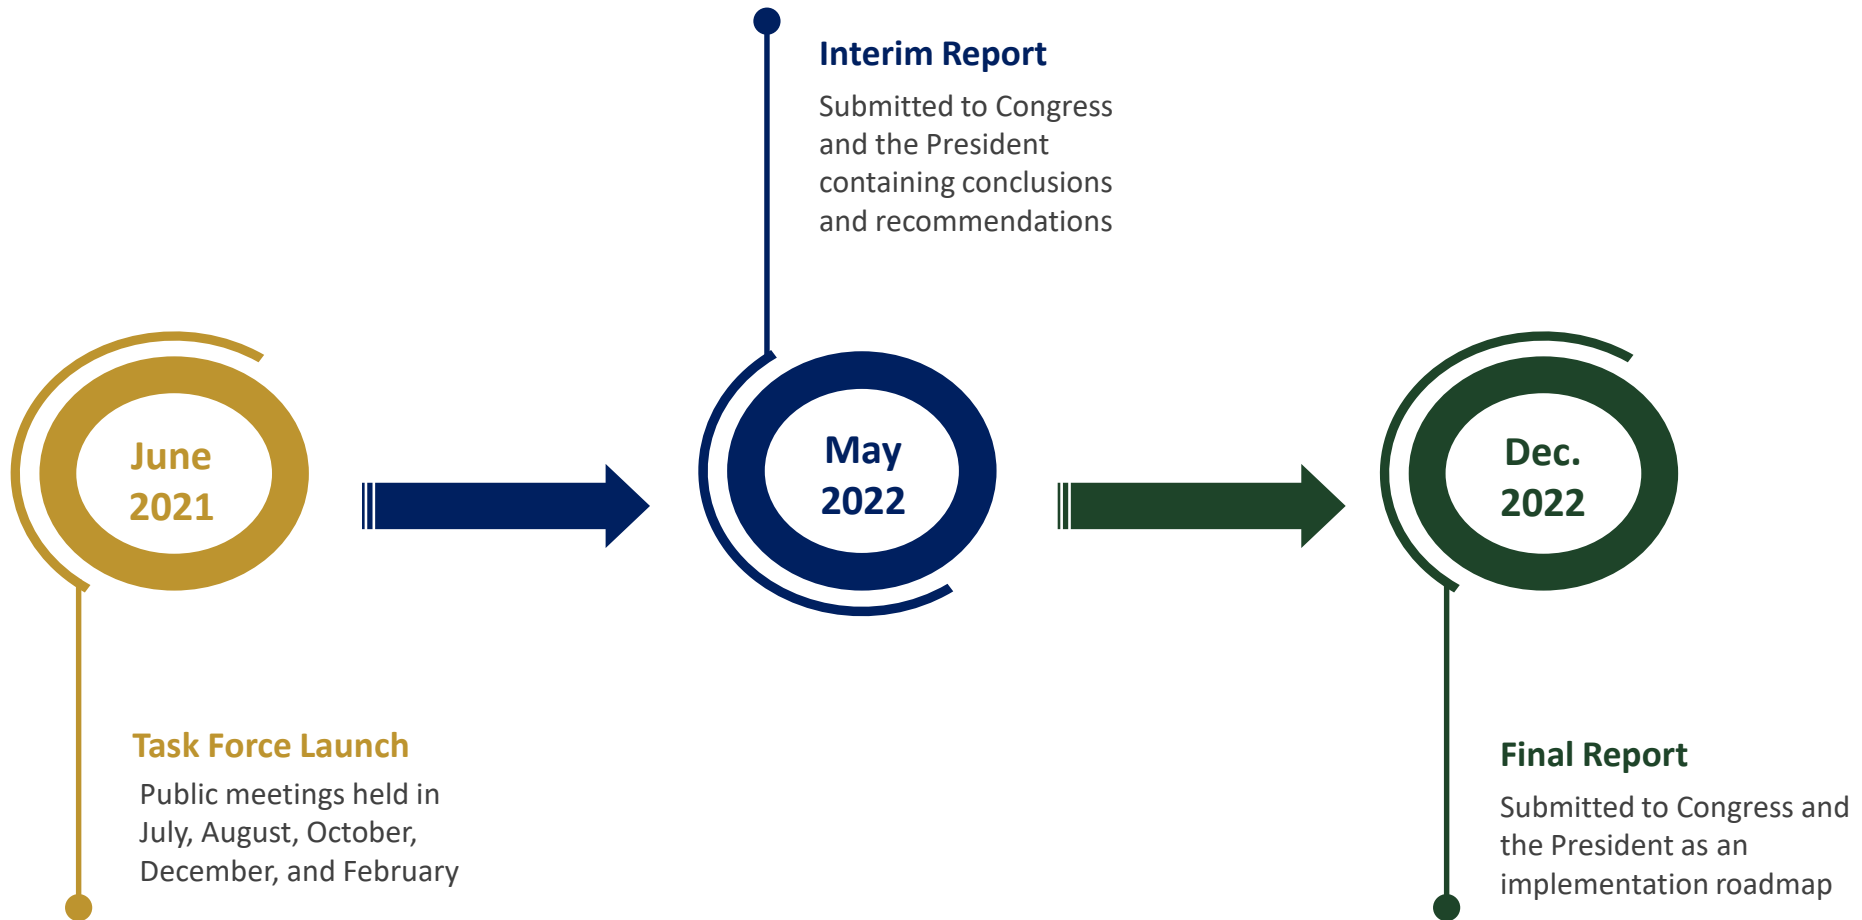 June
2021
Task Force Launch
Public meetings held in
July, August, October,
December, and February
Interim Report
Submitted to Congress
and the President
containing conclusions
and recommendations
May
2022
Dec.
2022
Final Report
Submitted to Congress and
the President as an
implementation roadmap